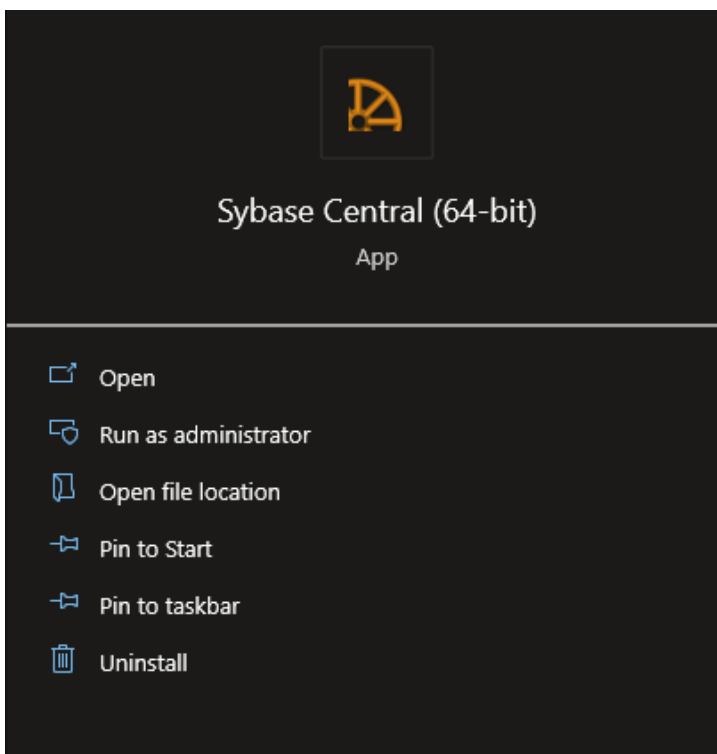 Sybase Central (64-bit)
App
Open
Run as administrator
Open file location
Pin to Start
Pin to taskbar
Uninstall